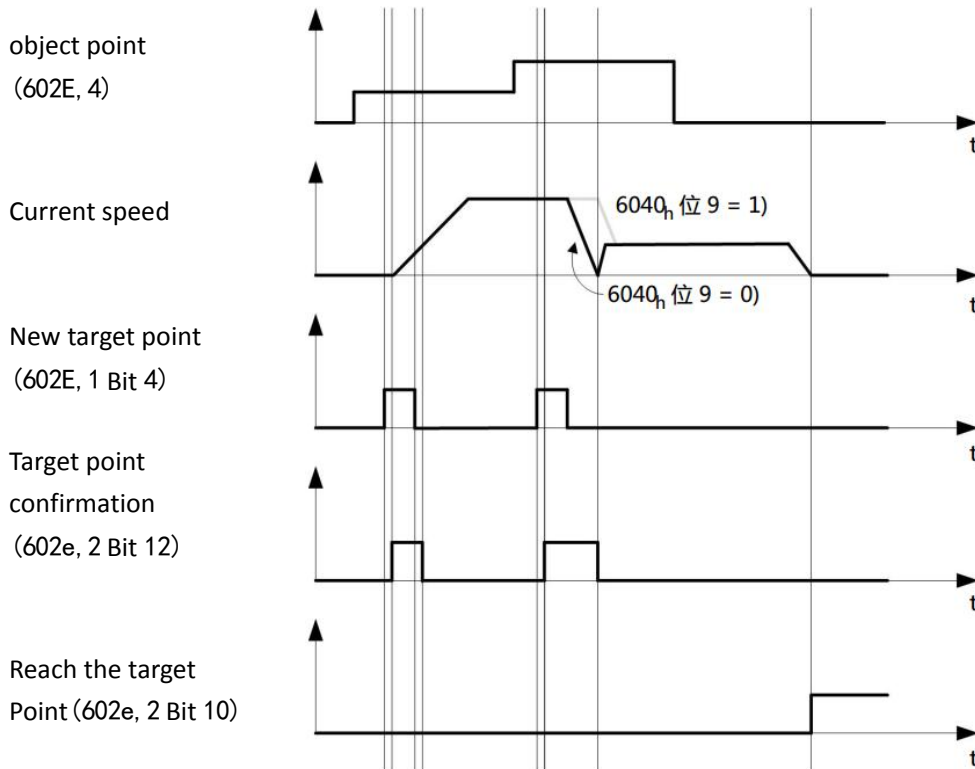 object point
(602E, 4)
t
Current speed
6040h 位 9 = 1)
6040h 位 9 = 0)
t
New target point
(602E, 1 Bit 4)
t
Target point
confirmation
(602e, 2 Bit 12)
t
Reach the target
Point (602e, 2 Bit 10)
t